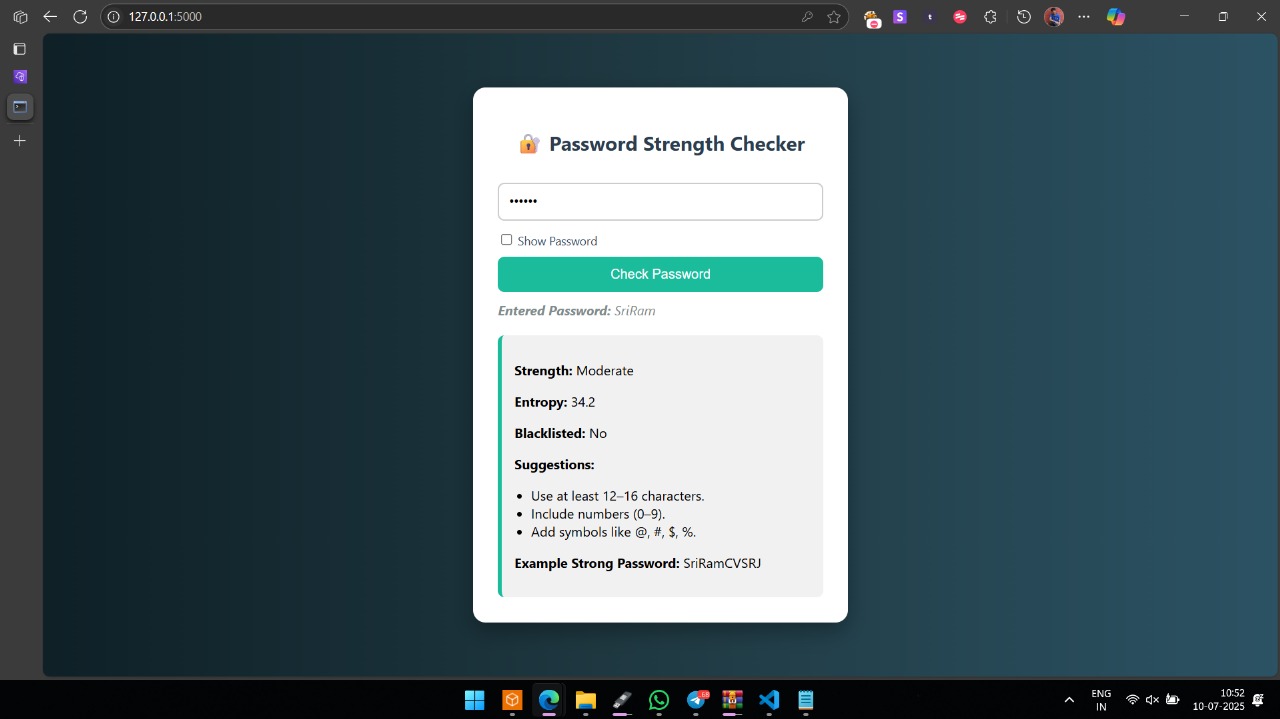 127.0.0.1:5000
S
t
🔐 Password Strength Checker
••••••
Show Password
Check Password
Entered Password: SriRam
Strength: Moderate
Entropy: 34.2
Blacklisted: No
Suggestions:
• Use at least 12–16 characters.
• Include numbers (0–9).
• Add symbols like @, #, $, %.
Example Strong Password: SriRamCVSRJ
68
ENG
IN
10:52
10-07-2025